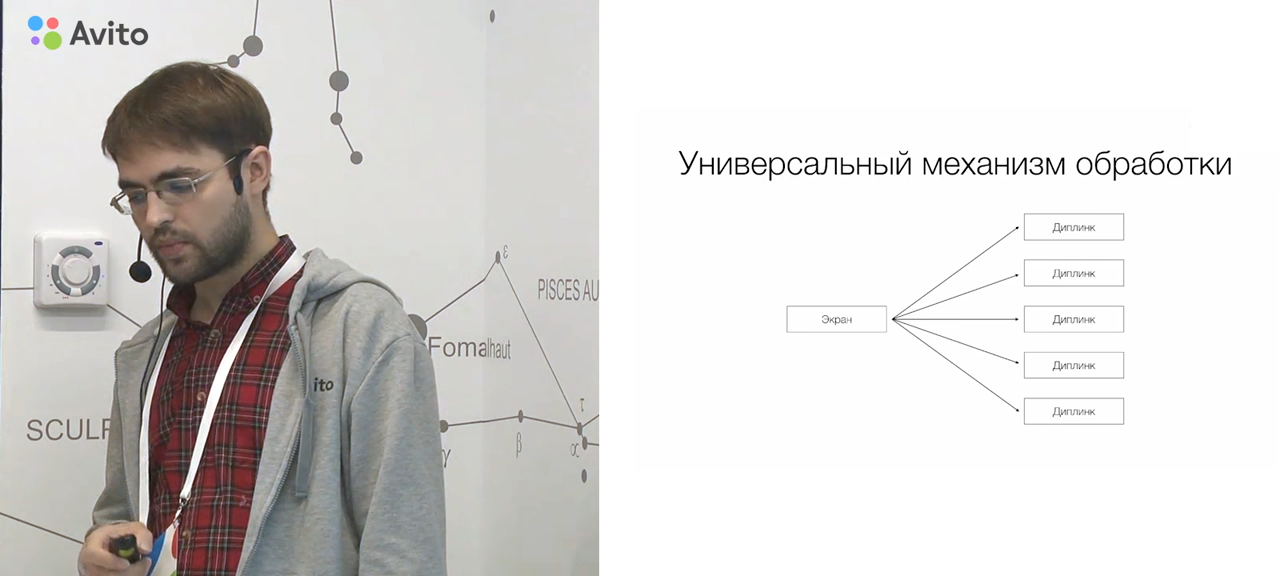 Avito
ε
PISCES AU
Fomalhaut
ito
SCULP
τ
γ
β
α
Универсальный механизм обработки
Диплинк
Диплинк
Экран
Диплинк
Диплинк
Диплинк